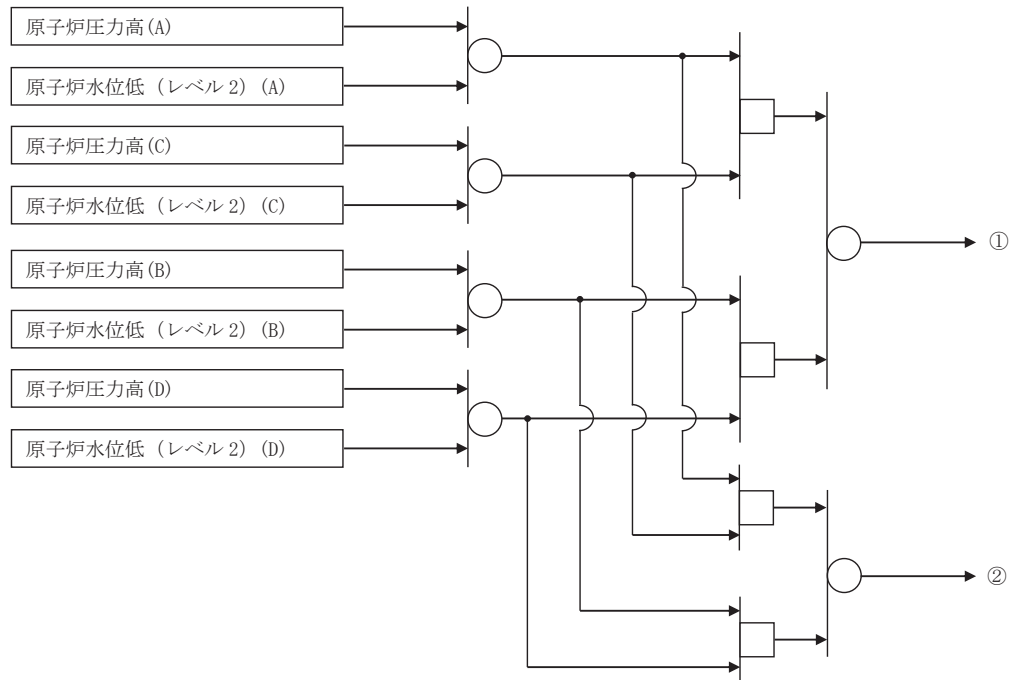 原子炉圧力高(A)
原子炉水位低（レベル2）(A)
原子炉圧力高(C)
原子炉水位低（レベル2）(C)
①
原子炉圧力高(B)
原子炉水位低（レベル2）(B)
原子炉圧力高(D)
原子炉水位低（レベル2）(D)
②